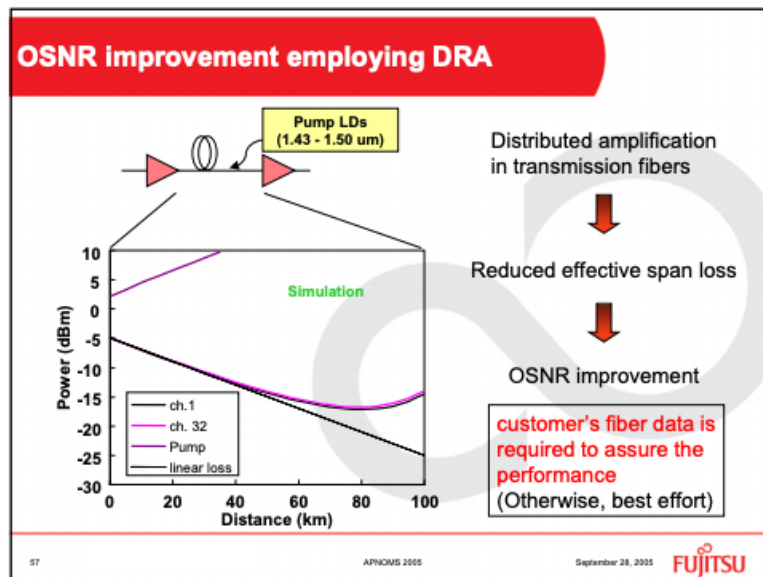 OSNR improvement employing DRA
Pump LDs
(1.43 - 1.50 um)
Distributed amplification
in transmission fibers
Reduced effective span loss
OSNR improvement
customer's fiber data is
required to assure the
performance
(Otherwise, best effort)
Power (dBm)
10
5
0
-5
-10
-15
-20
-25
-30
Simulation
ch.1
ch. 32
Pump
linear loss
0 20 40 60 80 100
Distance (km)
57 APNOMS 2005 September 28, 2005 FUJITSU